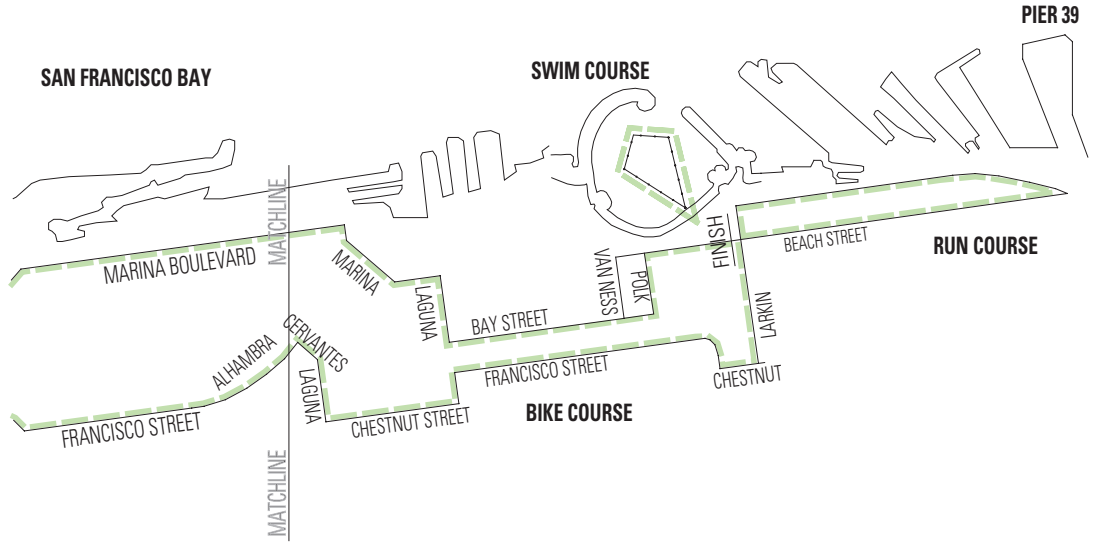 PIER 39
SAN FRANCISCO BAY
SWIM COURSE
MATCHLINE
MARINA BOULEVARD
MARINA
LAGUNA
BAY STREET
VAN NESS
POLK
FINISH
BEACH STREET
RUN COURSE
LARKIN
CERVANTES
ALHAMBRA
LAGUNA
FRANCISCO STREET
CHESTNUT
FRANCISCO STREET
CHESTNUT STREET
BIKE COURSE
MATCHLINE